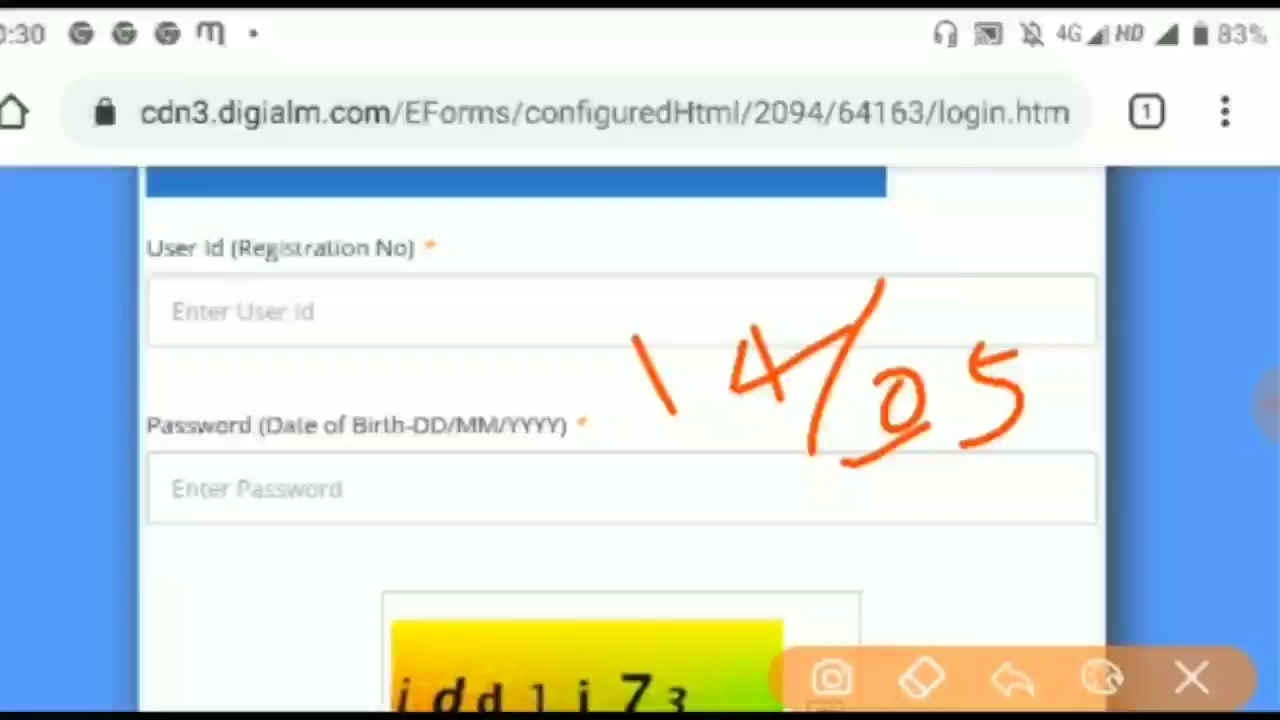 :30 4G HD 83%
cdn3.digialm.com/EForms/configuredHtml/2094/64163/login.htm 1
User Id (Registration No) *
Enter User Id
14/05
Password (Date of Birth-DD/MM/YYYY) *
Enter Password